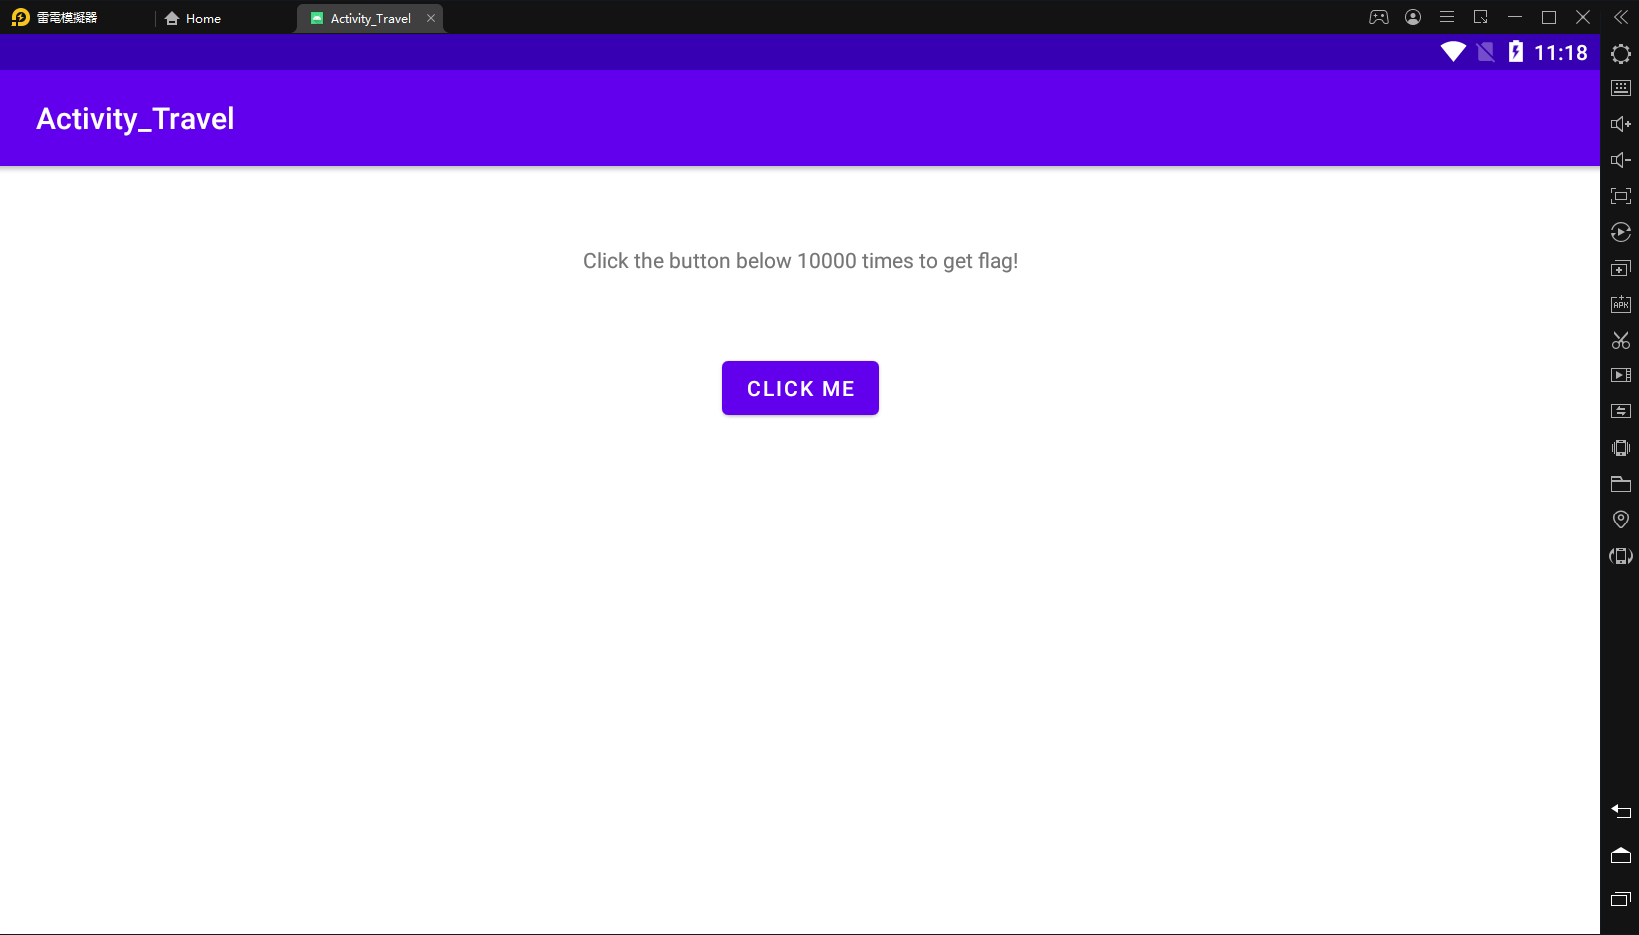 雷電模擬器
Home
Activity_Travel
11:18
Activity_Travel
Click the button below 10000 times to get flag!
CLICK ME
APK